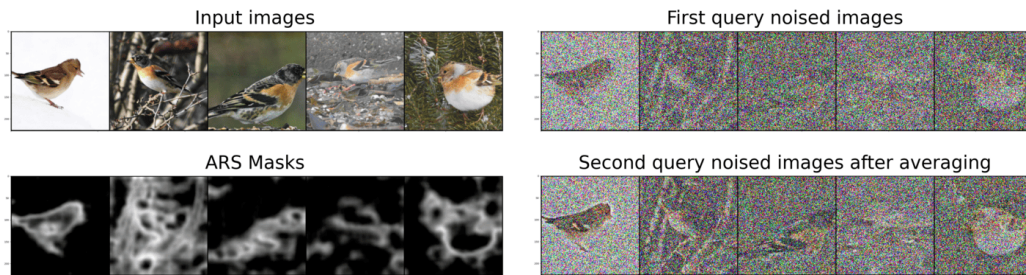 Input images
First query noised images
ARS Masks
Second query noised images after averaging